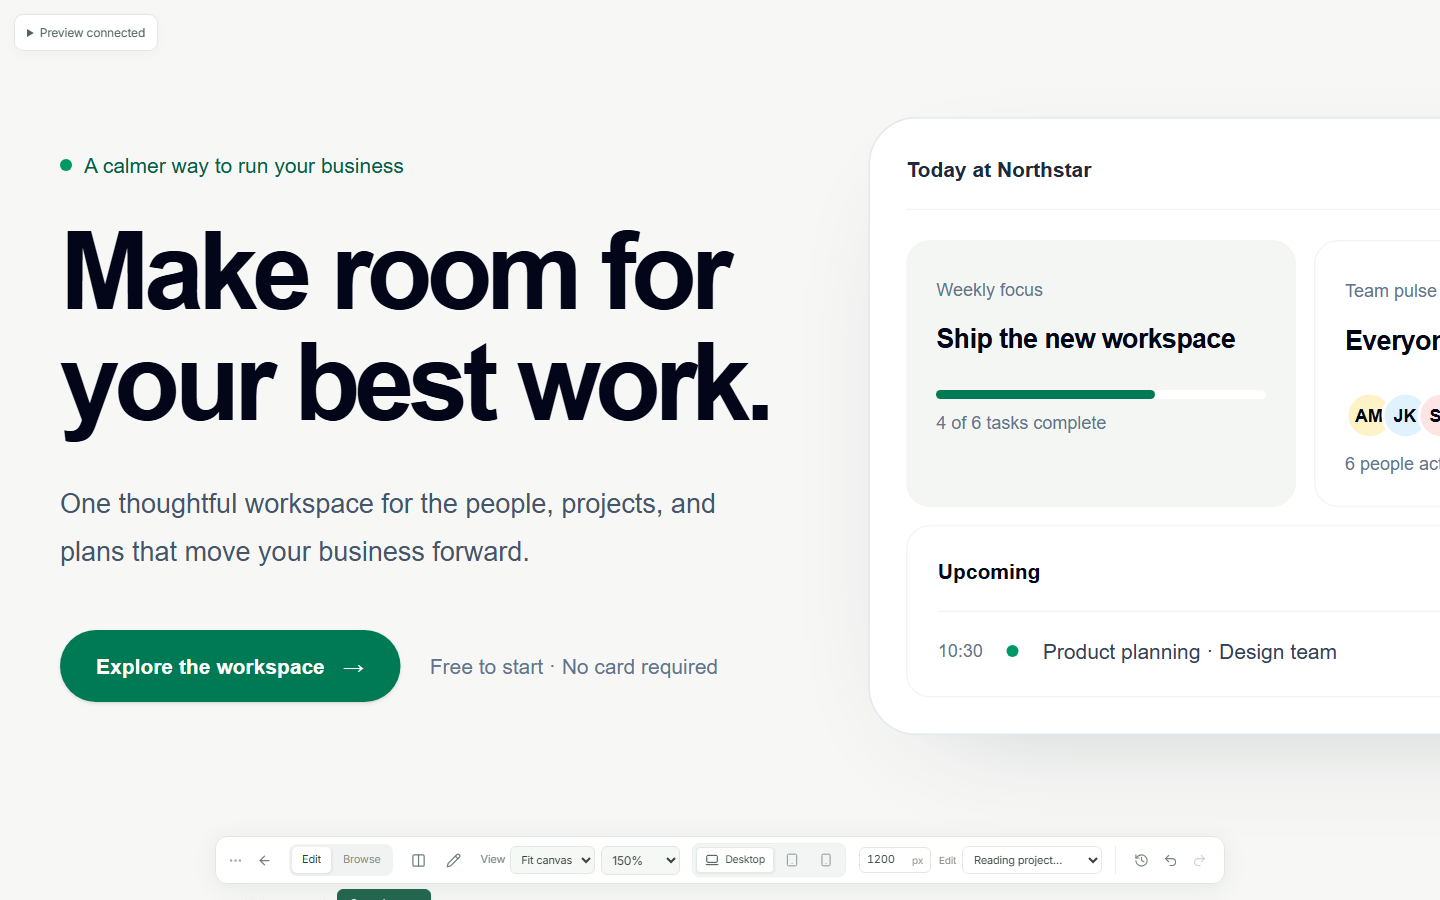 Preview connected
A calmer way to run your business
Make room for
your best work.
One thoughtful workspace for the people, projects, and
plans that move your business forward.
Explore the workspace →
Free to start · No card required
Today at Northstar
Weekly focus
Ship the new workspace
4 of 6 tasks complete
Team pulse
AM JK
6 people
Upcoming
10:30 Product planning · Design team
Edit Browse View Fit canvas 150% Desktop 1200 px Edit Reading project...